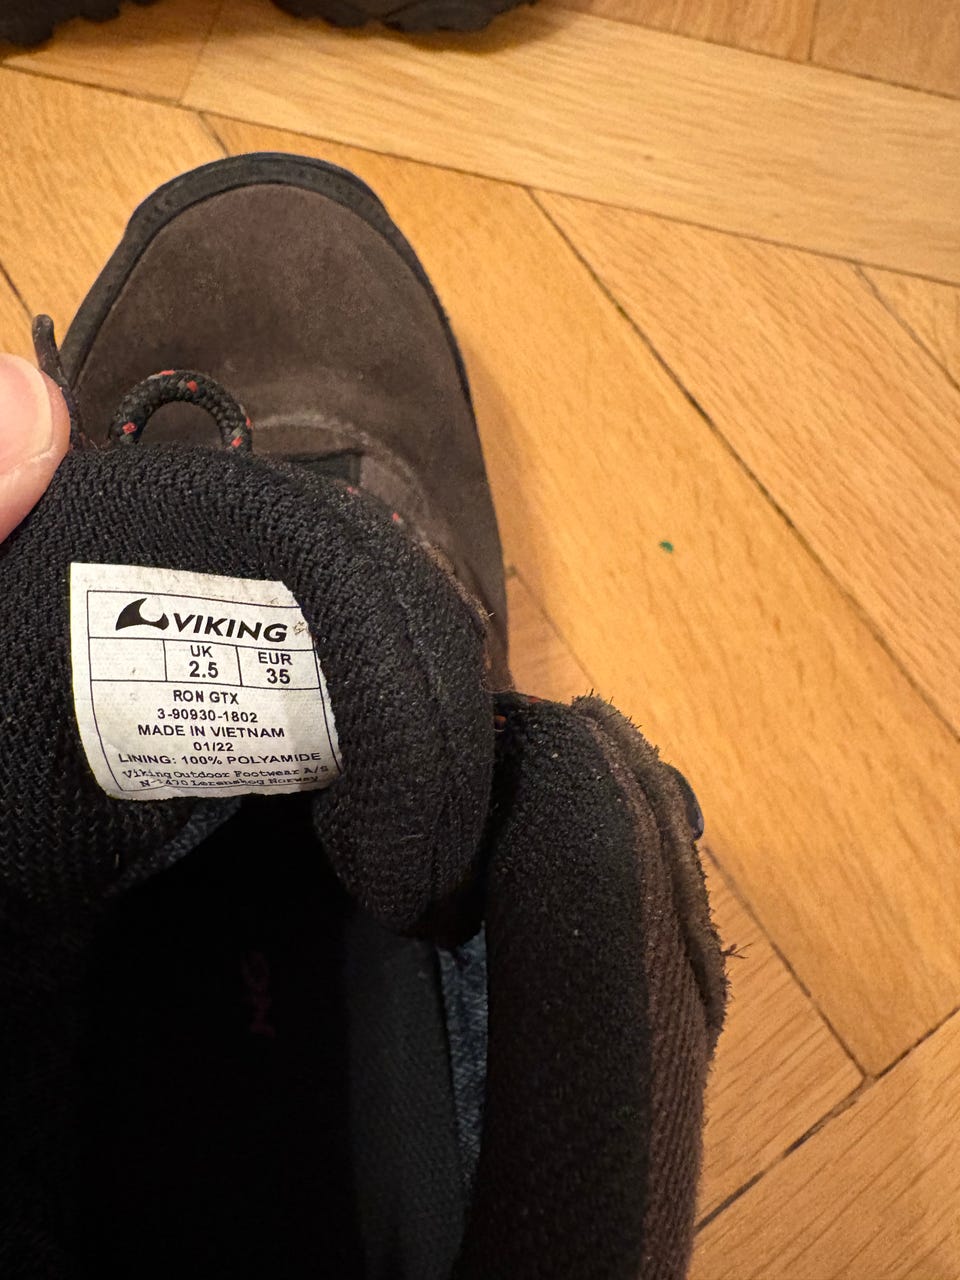 VIKING
UK EUR
2.5 35
RON GTX
3-90930-1802
MADE IN VIETNAM
01/22
LINING: 100% POLYAMIDE
Viking Outdoor Footwear A/S
Norway